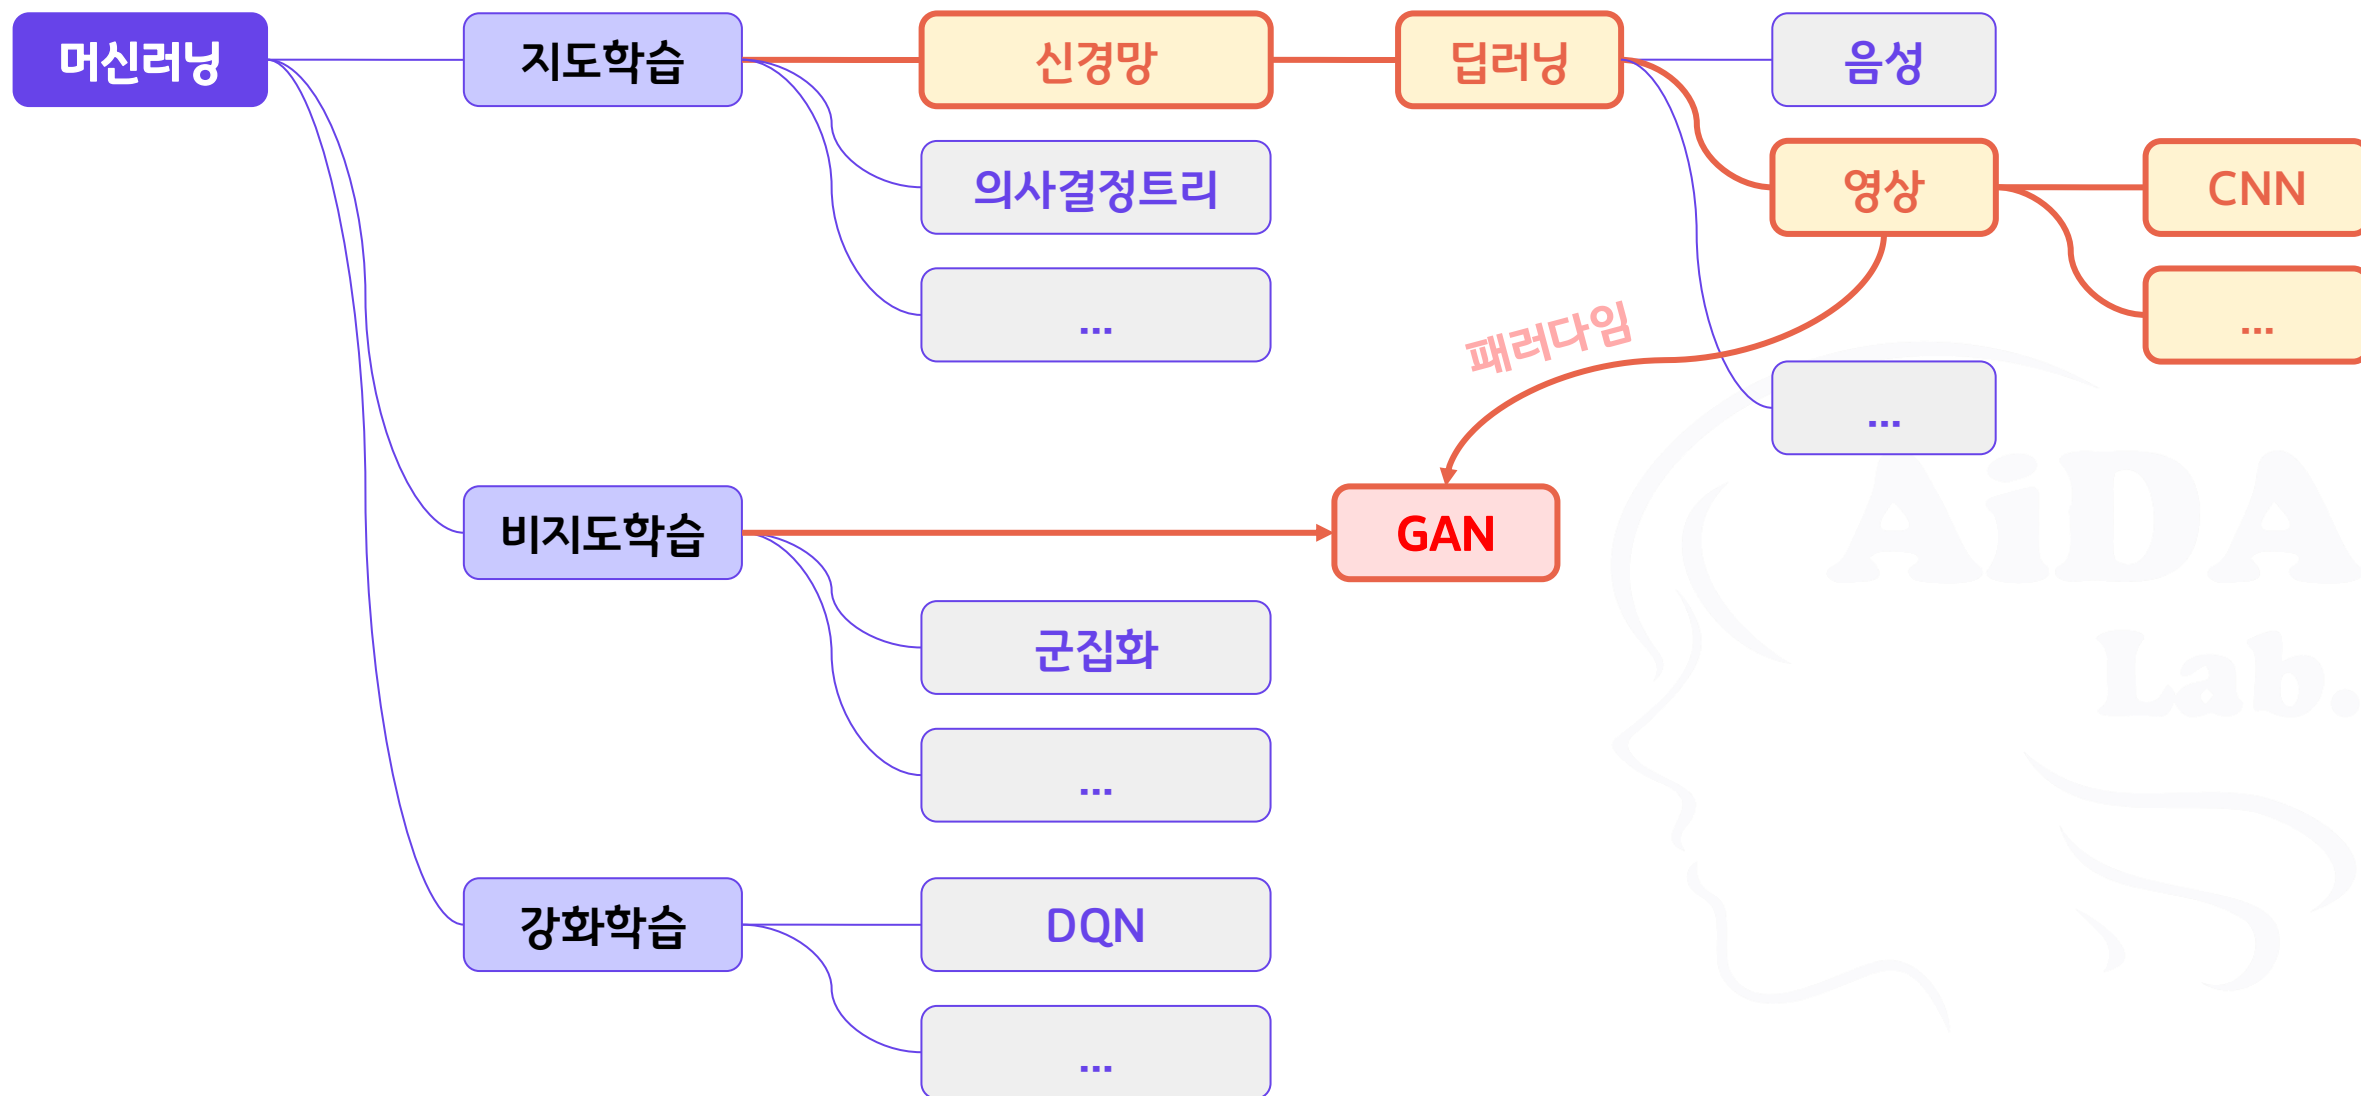 머신러닝
지도학습
신경망
딥러닝
음성
의사결정트리
영상
CNN
...
...
패러다임
...
비지도학습
GAN
군집화
...
강화학습
DQN
...
AiDA
Lab.